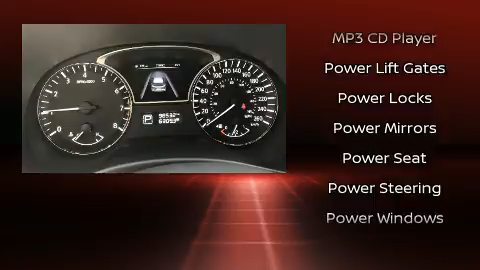 MP3 CD Player
Power Lift Gates
Power Locks
Power Mirrors
Power Seat
Power Steering
Power Windows